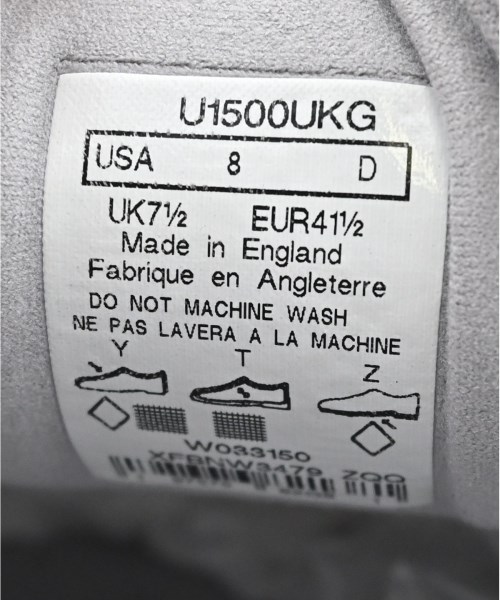 U1500UKG
USA 8 D
UK7½ EUR41½
Made in England
Fabrique en Angleterre
DO NOT MACHINE WASH
NE PAS LAVERA A LA MACHINE
Y T Z
W033150